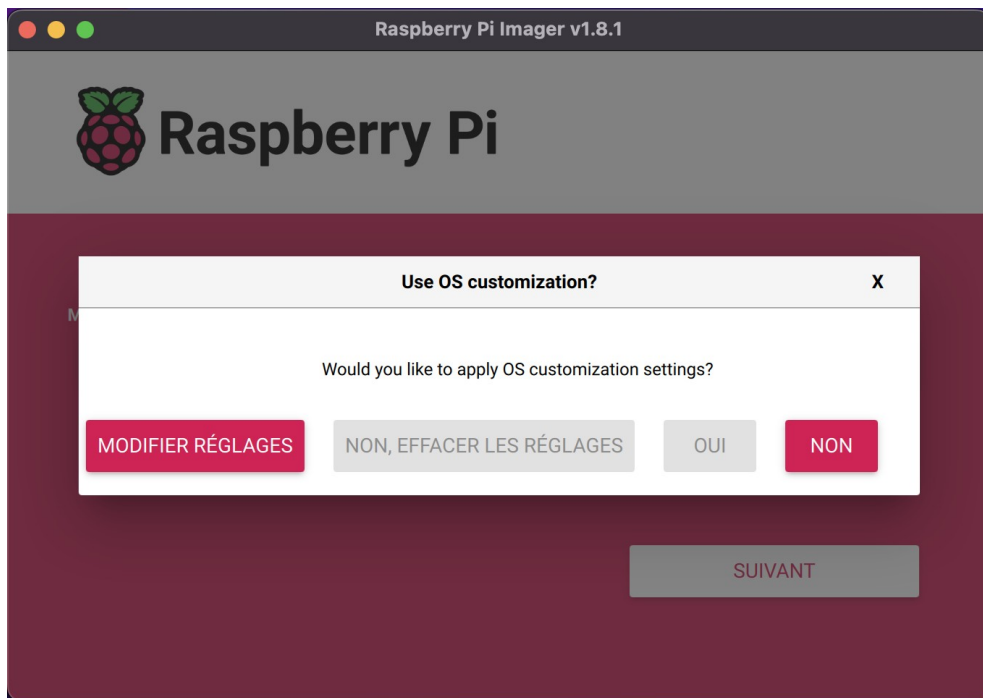 Raspberry Pi Imager v1.8.1
Raspberry Pi
Use OS customization? X
M
Would you like to apply OS customization settings?
MODIFIER RÉGLAGES NON, EFFACER LES RÉGLAGES OUI NON
SUIVANT